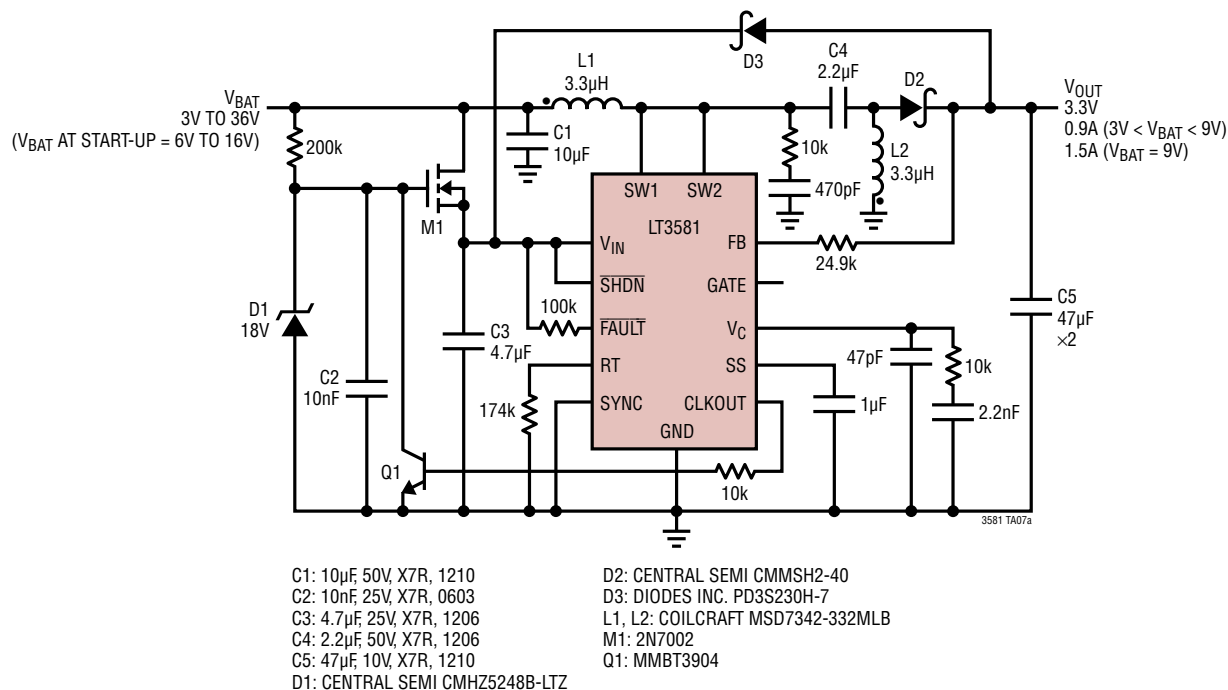 D3
L1
3.3µH
C4
2.2µF
D2
V_BAT
3V TO 36V
(V_BAT AT START-UP = 6V TO 16V)
V_OUT
3.3V
0.9A (3V < V_BAT < 9V)
1.5A (V_BAT = 9V)
200k
C1
10µF
10k
L2
3.3µH
470pF
M1
SW1 SW2
LT3581
V_IN
FB
24.9k
SHDN
GATE
D1
18V
100k
C3
4.7µF
FAULT
V_C
C5
47µF
×2
C2
10nF
RT
SS
47pF
10k
174k
SYNC
CLKOUT
1µF
2.2nF
GND
Q1
10k
3581 TA07a
C1: 10µF, 50V, X7R, 1210
C2: 10nF, 25V, X7R, 0603
C3: 4.7µF, 25V, X7R, 1206
C4: 2.2µF, 50V, X7R, 1206
C5: 47µF, 10V, X7R, 1210
D1: CENTRAL SEMI CMHZ5248B-LTZ
D2: CENTRAL SEMI CMMSH2-40
D3: DIODES INC. PD3S230H-7
L1, L2: COILCRAFT MSD7342-332MLB
M1: 2N7002
Q1: MMBT3904